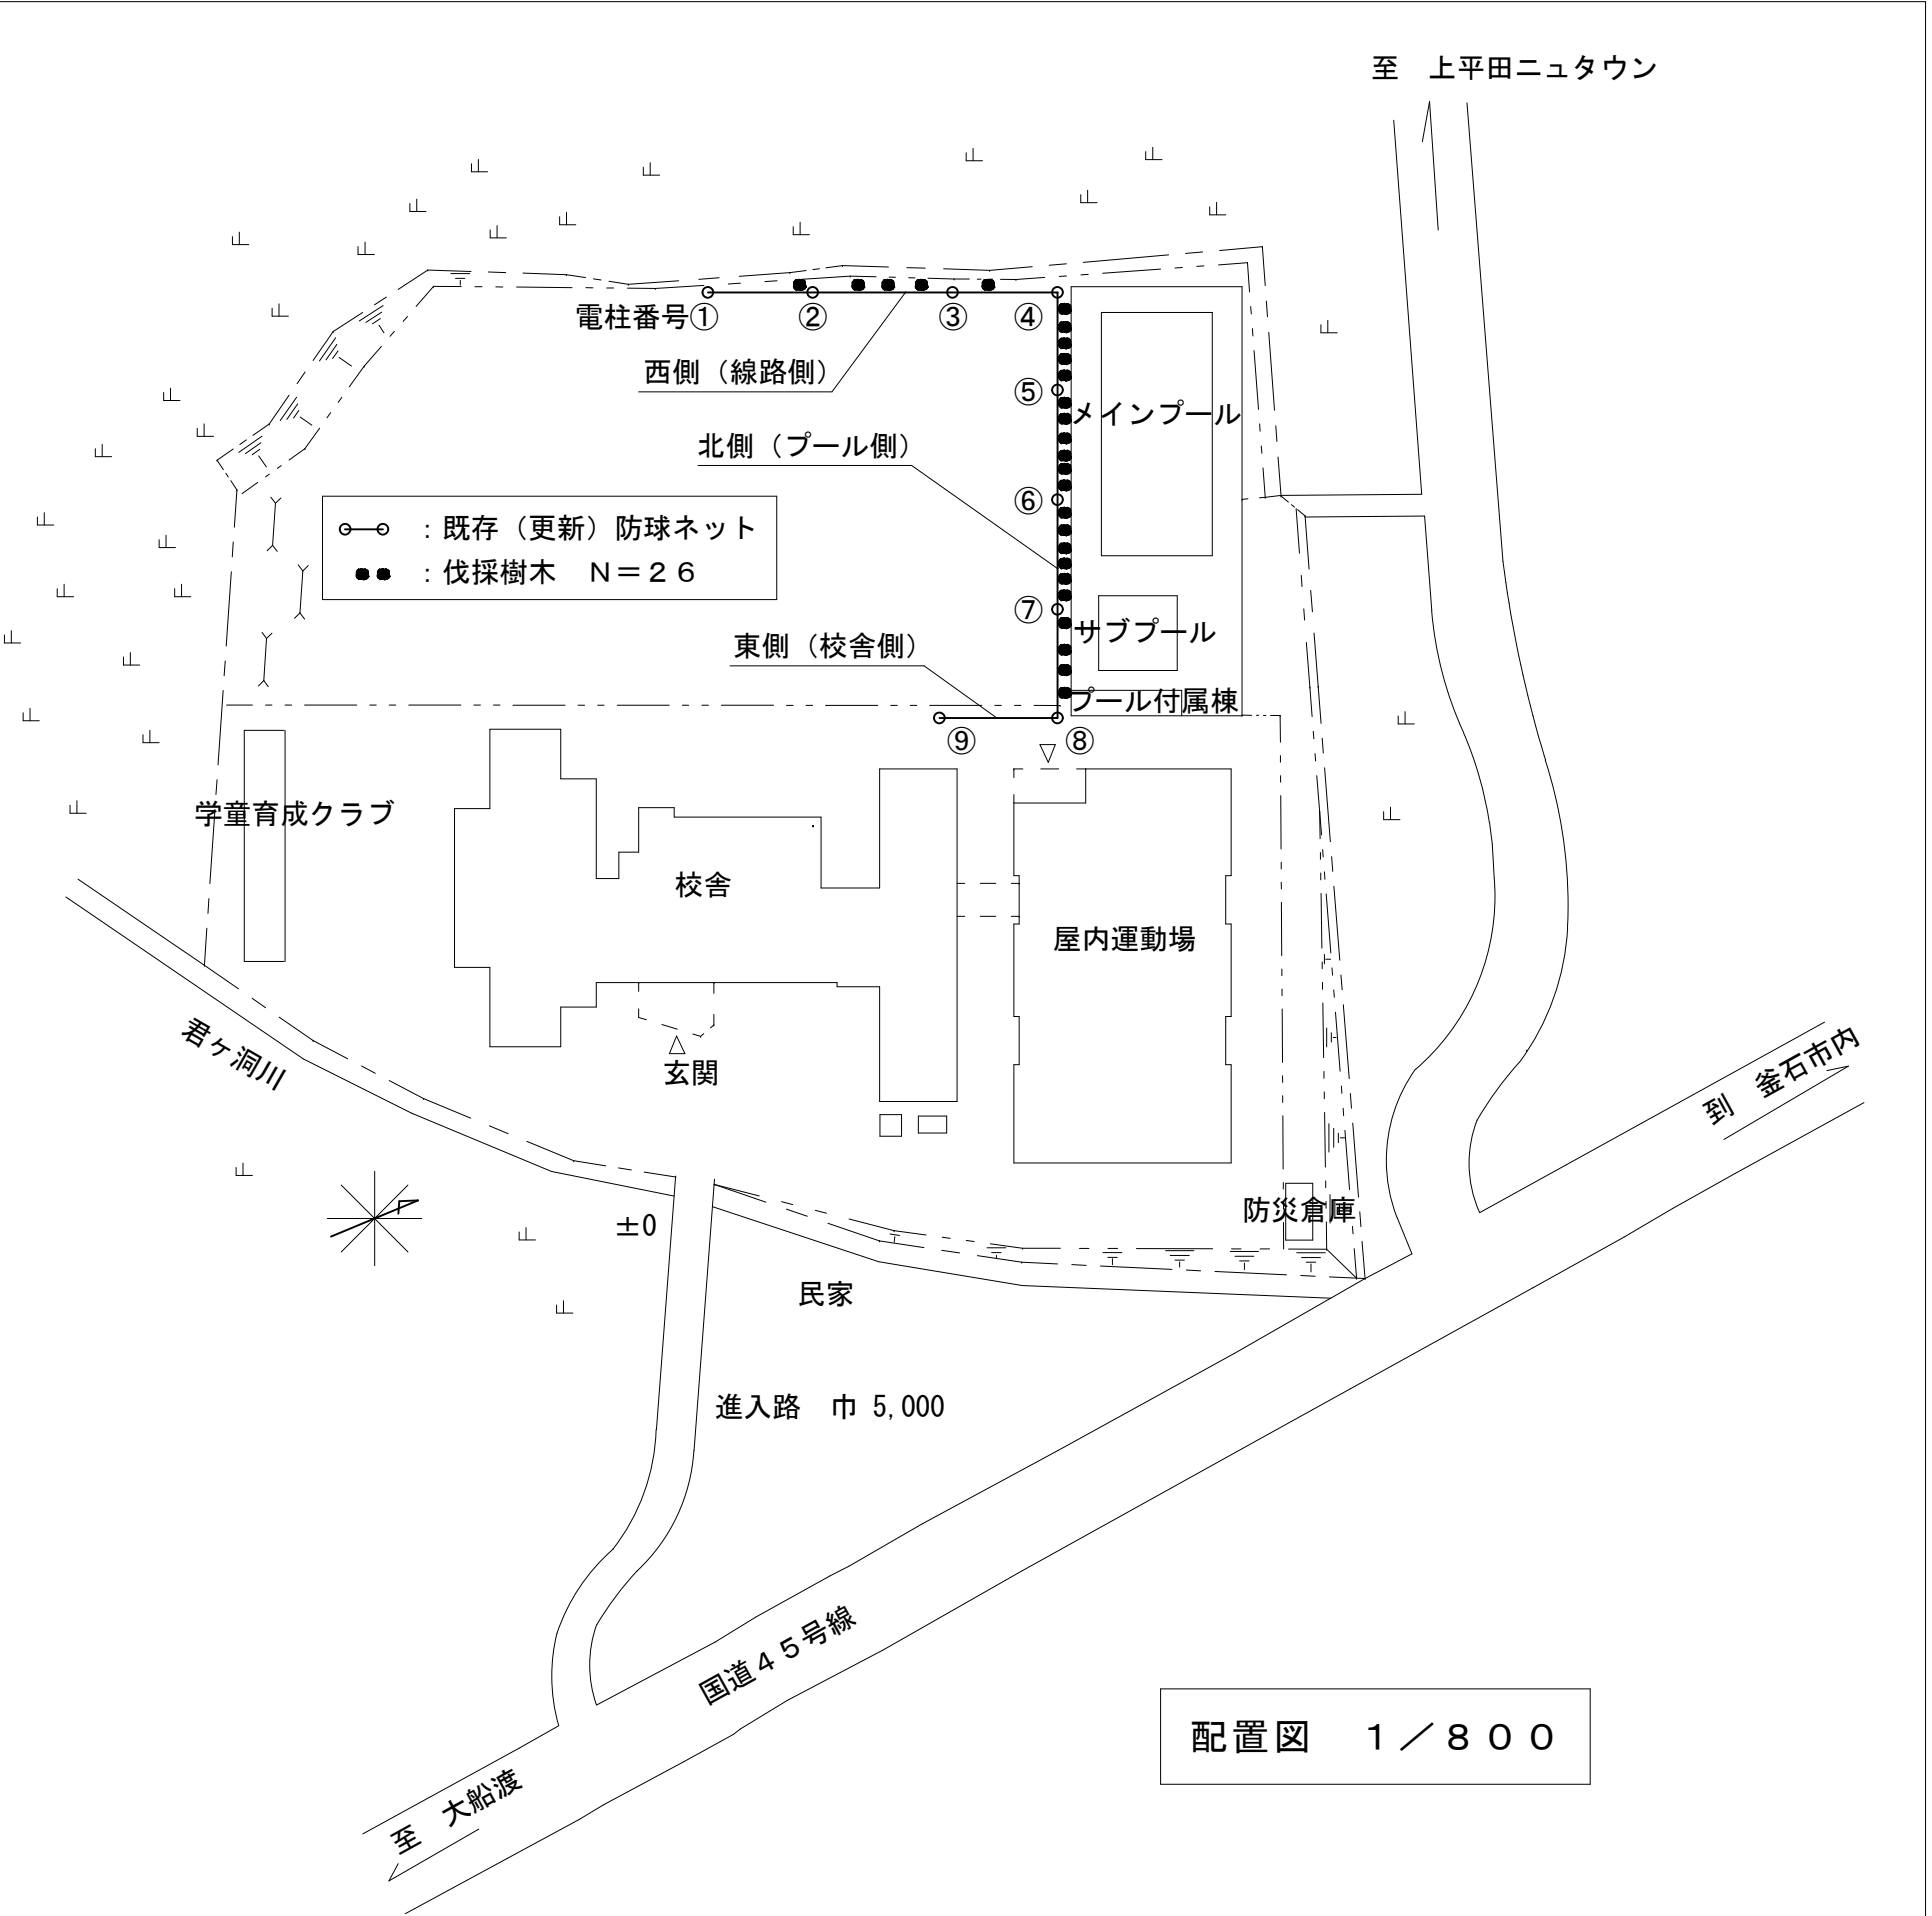 至　上平田ニュタウン
電柱番号①
②
③
④
西側（線路側）
⑤
メインプール
北側（プール側）
⑥
：既存（更新）防球ネット
：伐採樹木　Ｎ＝２６
⑦
サブプール
東側（校舎側）
プール付属棟
⑨
⑧
学童育成クラブ
校舎
屋内運動場
君ヶ洞川
玄関
到　釜石市内
防災倉庫
±0
民家
進入路　巾 5,000
国道４５号線
配置図　１／８００
至　大船渡